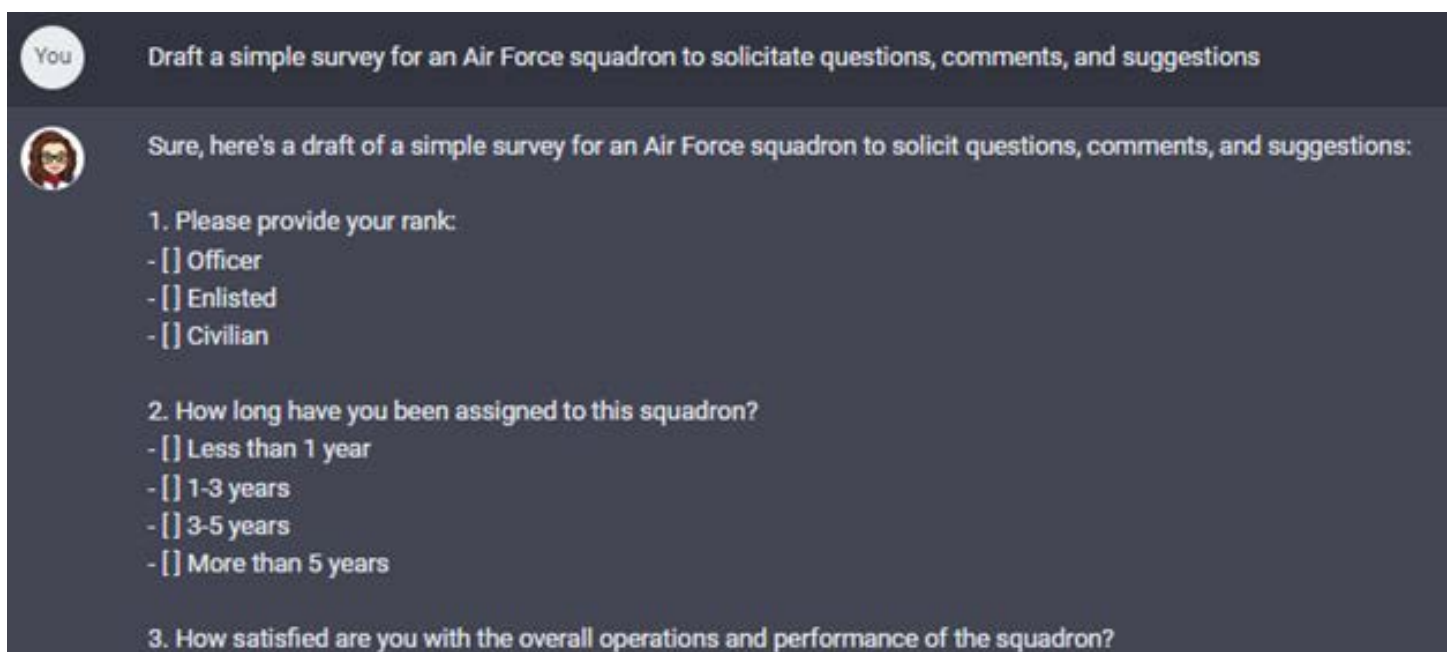 You
Draft a simple survey for an Air Force squadron to solicitate questions, comments, and suggestions
Sure, here's a draft of a simple survey for an Air Force squadron to solicit questions, comments, and suggestions:
1. Please provide your rank:
- [] Officer
- [] Enlisted
- [] Civilian
2. How long have you been assigned to this squadron?
- [] Less than 1 year
- [] 1-3 years
- [] 3-5 years
- [] More than 5 years
3. How satisfied are you with the overall operations and performance of the squadron?